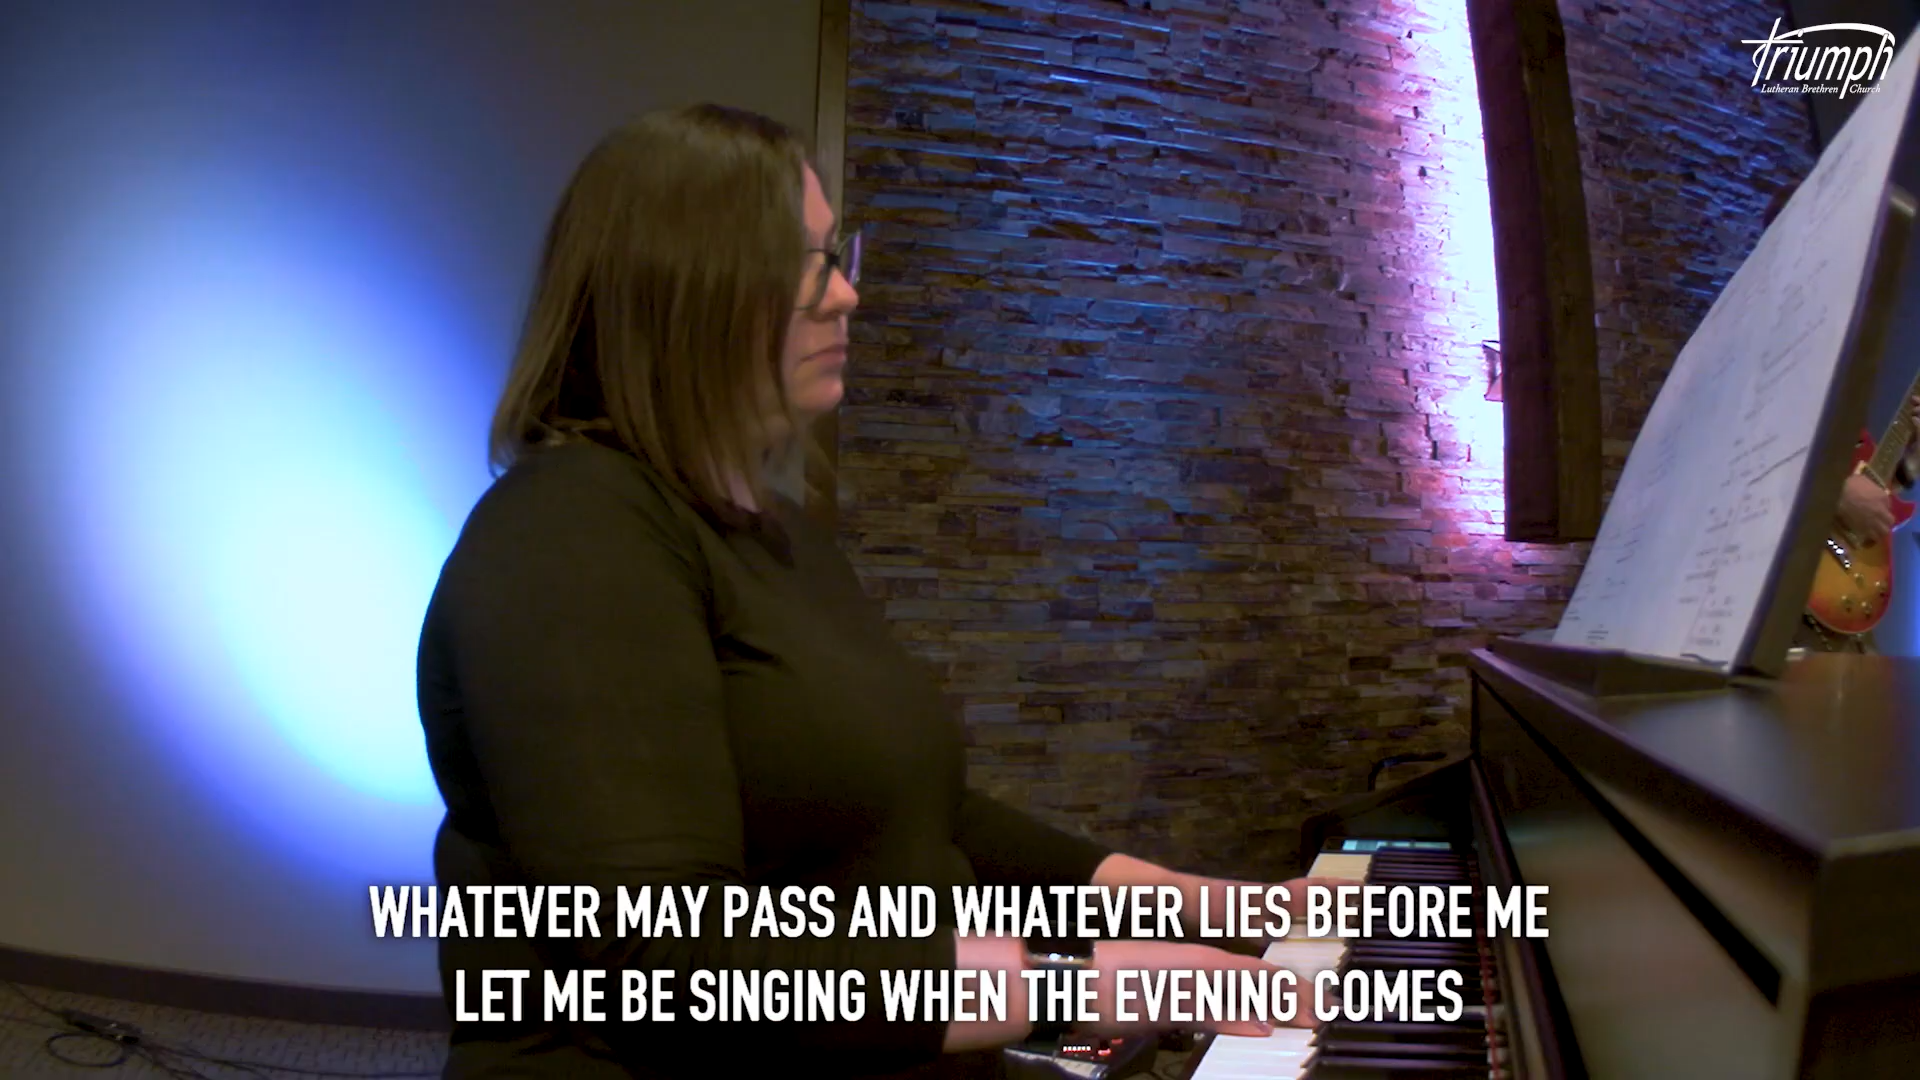 Triumph
Lutheran Brethren Church
WHATEVER MAY PASS AND WHATEVER LIES BEFORE ME
LET ME BE SINGING WHEN THE EVENING COMES